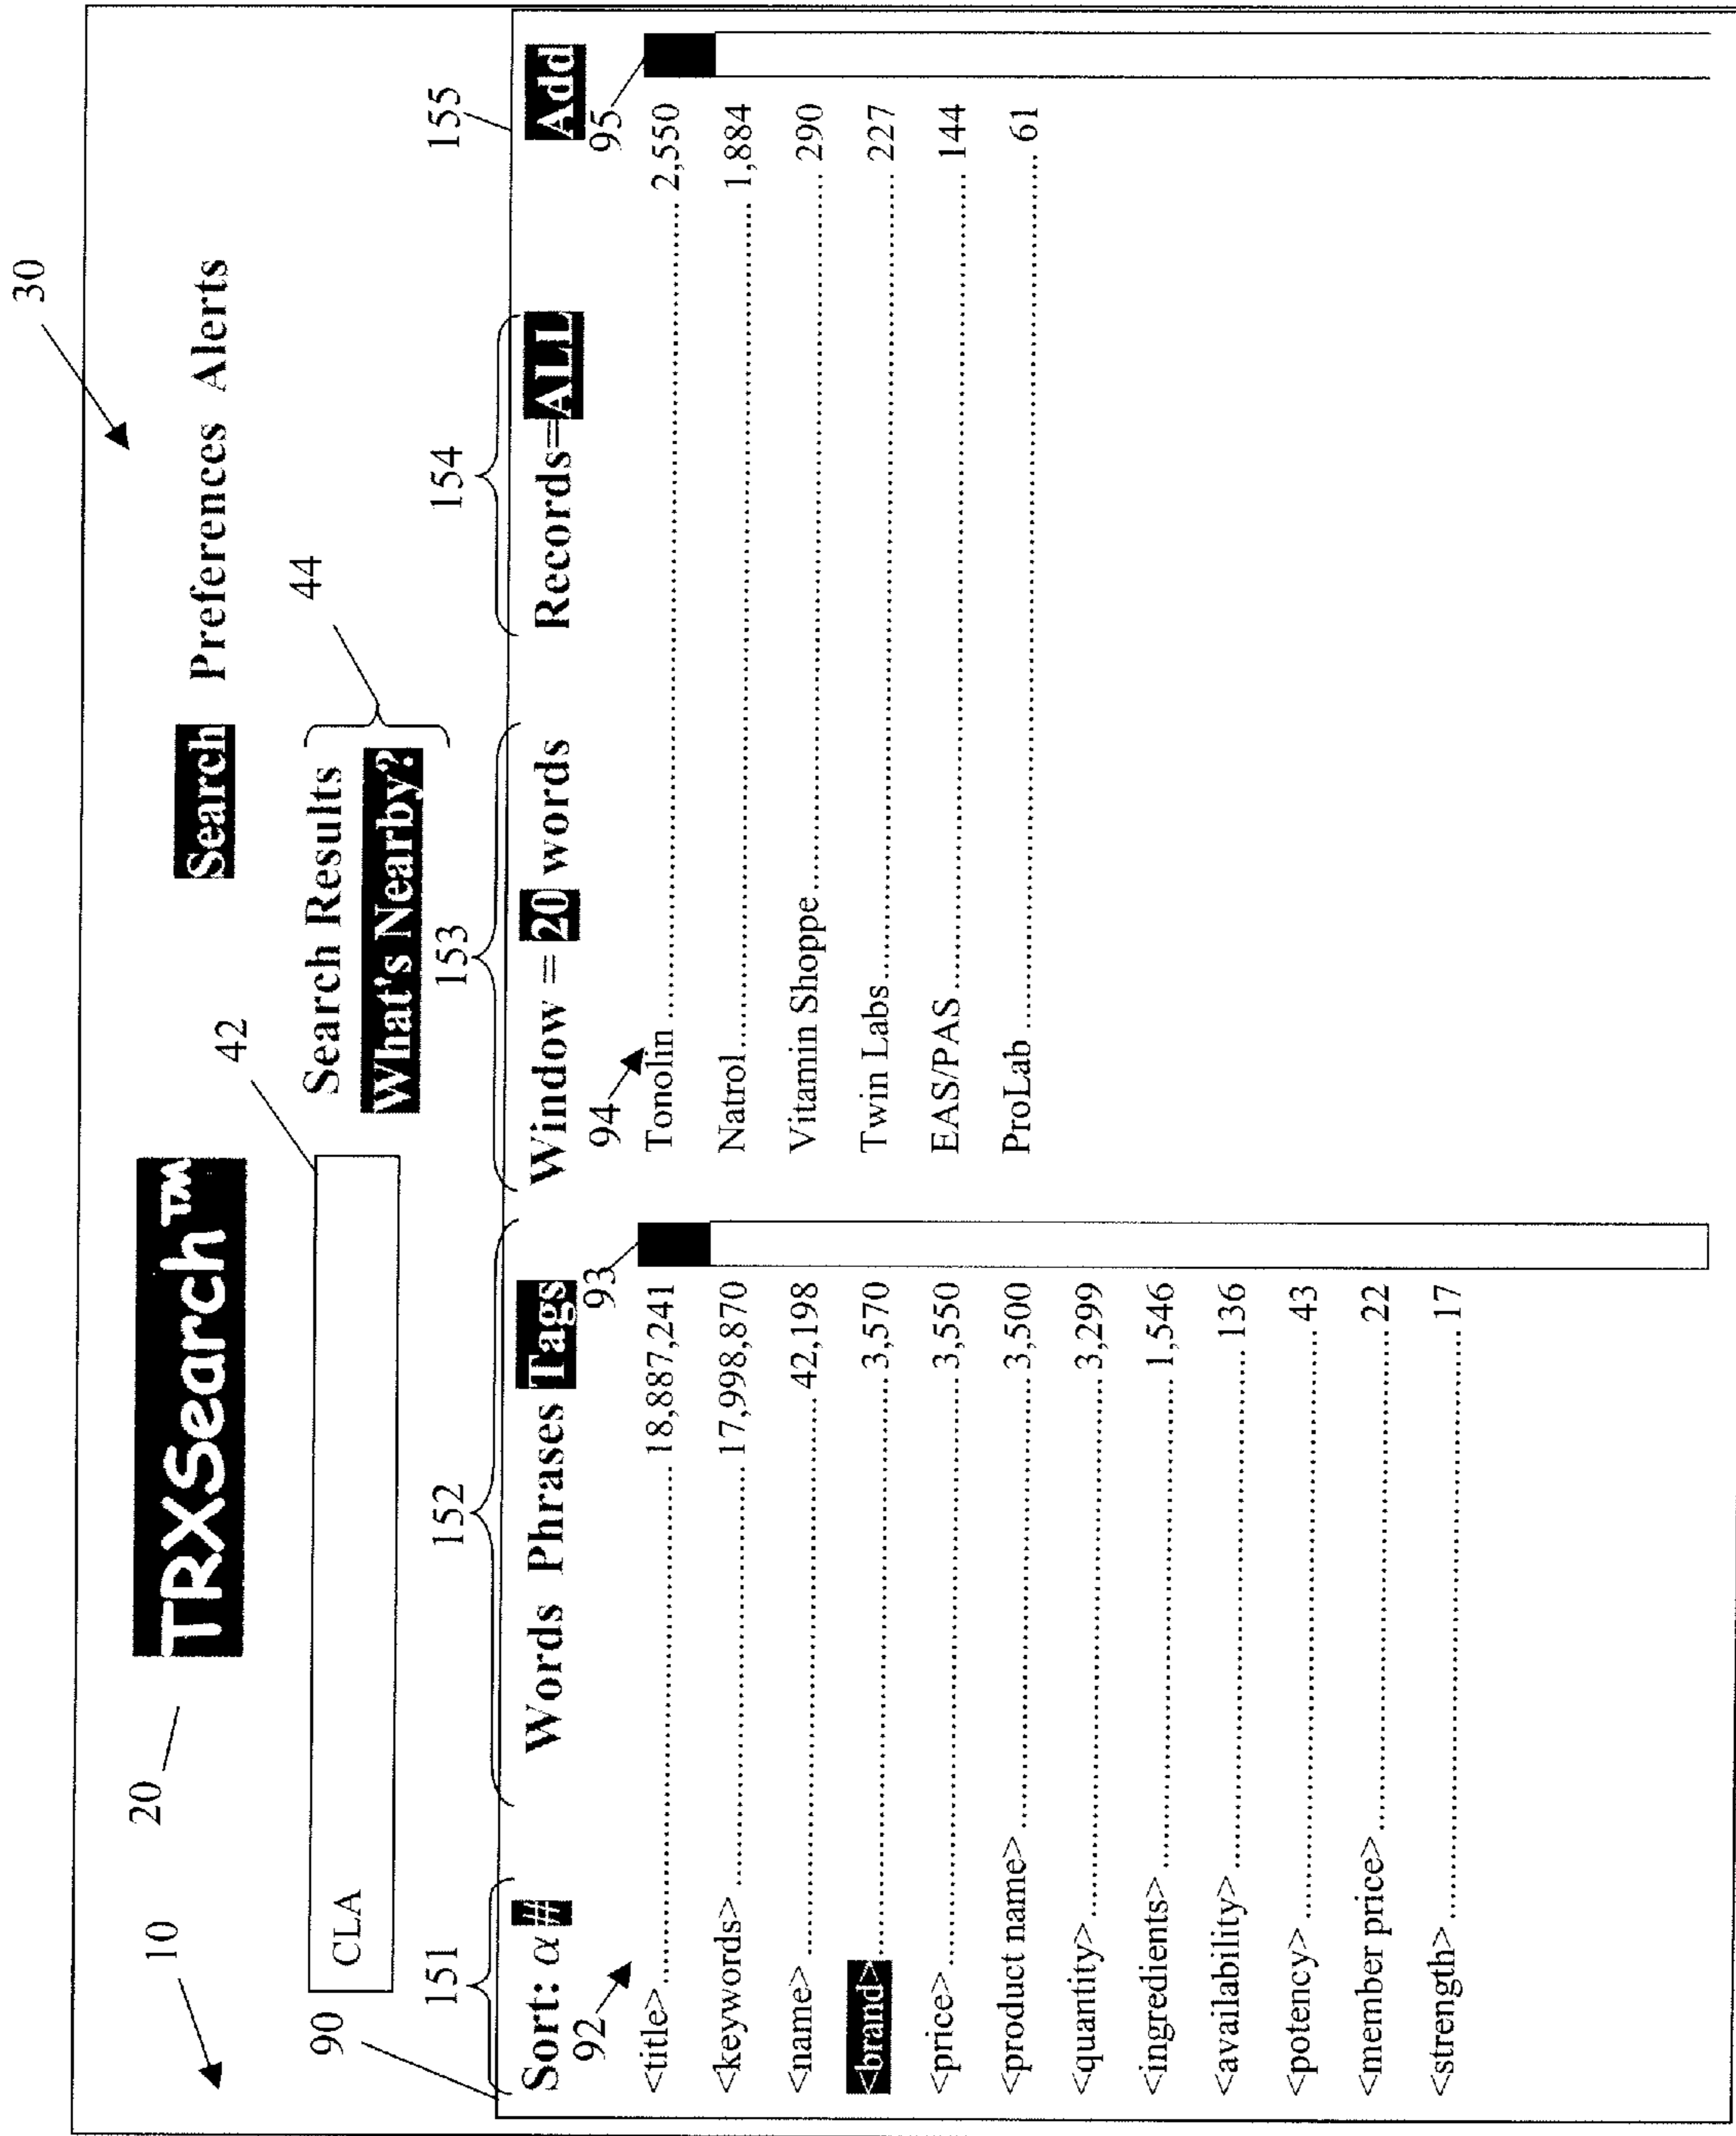 30
10
20
TRXSearch™
Search Preferences Alerts
42
44
CLA
Search Results
What's Nearby?
90
151
152
153
154
155
Sort: α #
Words Phrases Tags
Window = 20 words
Records=ALL
Add
92
93
94
95
<title>........ 18,887,241
<keywords>........ 17,998,870
<name>........ 42,198
<brand>........ 3,570
<price>........ 3,550
<product name>........ 3,500
<quantity>........ 3,299
<ingredients>........ 1,546
<availability>........ 136
<potency>........ 43
<member price>........ 22
<strength>........ 17
Tonolin........ 2,550
Natrol........ 1,884
Vitamin Shoppe........ 290
Twin Labs........ 227
EAS/PAS........ 144
ProLab........ 61